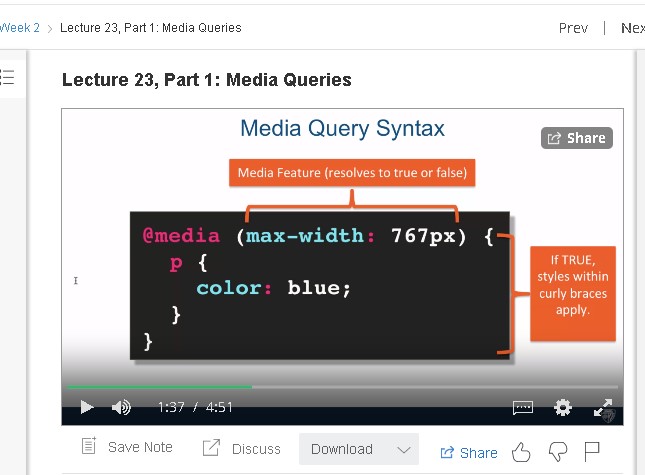 Week 2 > Lecture 23, Part 1: Media Queries
Prev | Nex
Lecture 23, Part 1: Media Queries
Media Query Syntax
Share
Media Feature (resolves to true or false)
@media (max-width: 767px) {
p {
color: blue;
}
}
If TRUE,
styles within
curly braces
apply.
1:37 / 4:51
Save Note
Discuss
Download
Share